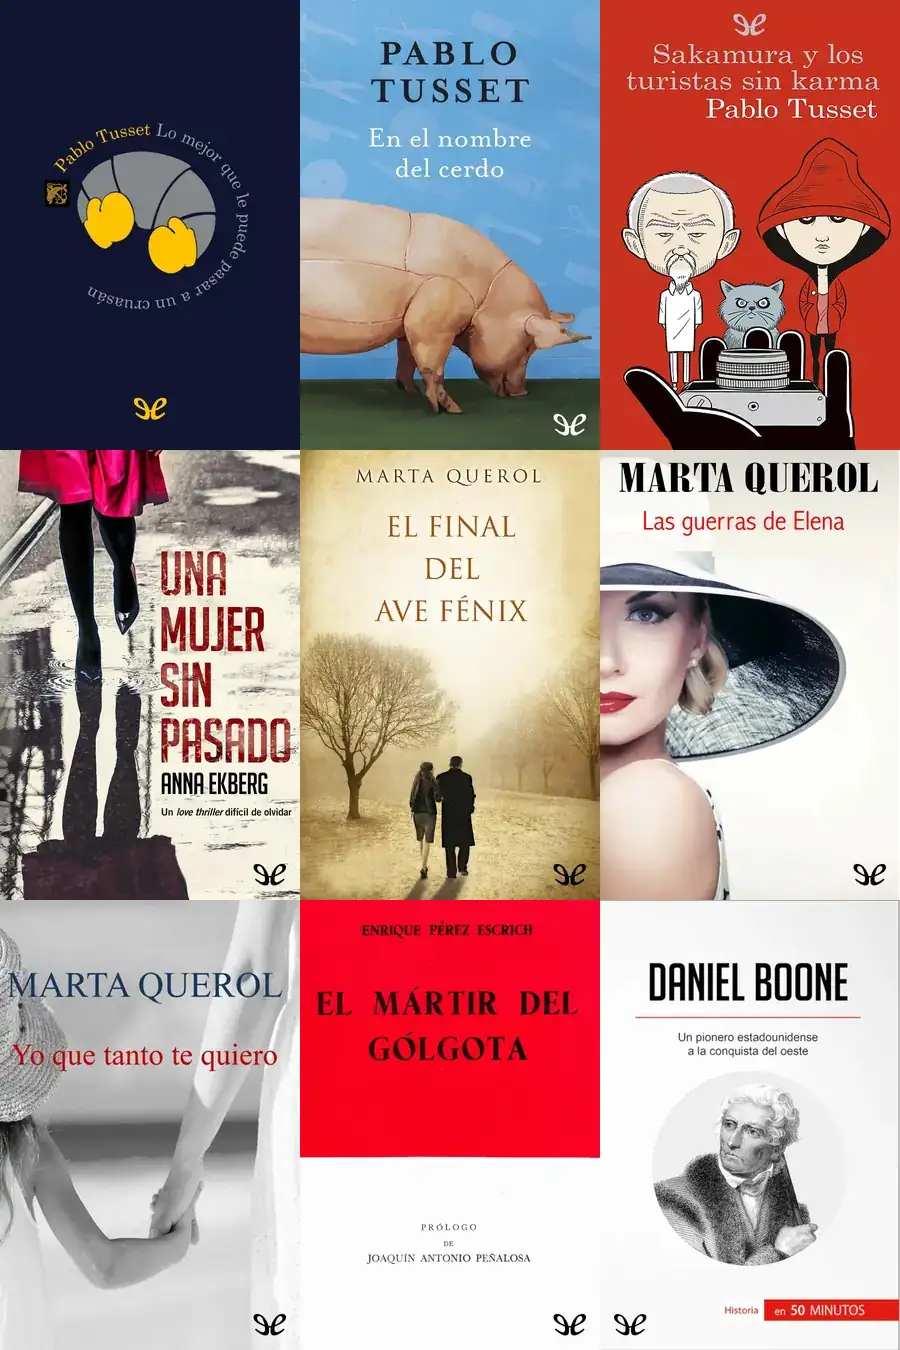 Pablo Tusset Lo mejor que le puede pasar a un cruasán
PABLO
TUSSET
En el nombre
del cerdo
Sakamura y los
turistas sin karma
Pablo Tusset
UNA
MUJER
SIN
PASADO
ANNA EKBERG
Un love thriller difícil de olvidar
MARTA QUEROL
EL FINAL
DEL
AVE FÉNIX
MARTA QUEROL
Las guerras de Elena
MARTA QUEROL
Yo que tanto te quiero
ENRIQUE PÉREZ ESCRICH
EL MÁRTIR DEL
GÓLGOTA
PRÓLOGO
DE
JOAQUÍN ANTONIO PEÑALOSA
DANIEL BOONE
Un pionero estadounidense
a la conquista del oeste
Historia en 50 MINUTOS